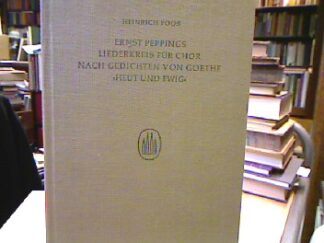 HEINRICH POOS
ERNST PEPPINGS
LIEDERKREIS FÜR CHOR
NACH GEDICHTEN VON GOETHE
»HEUT UND EWIG«